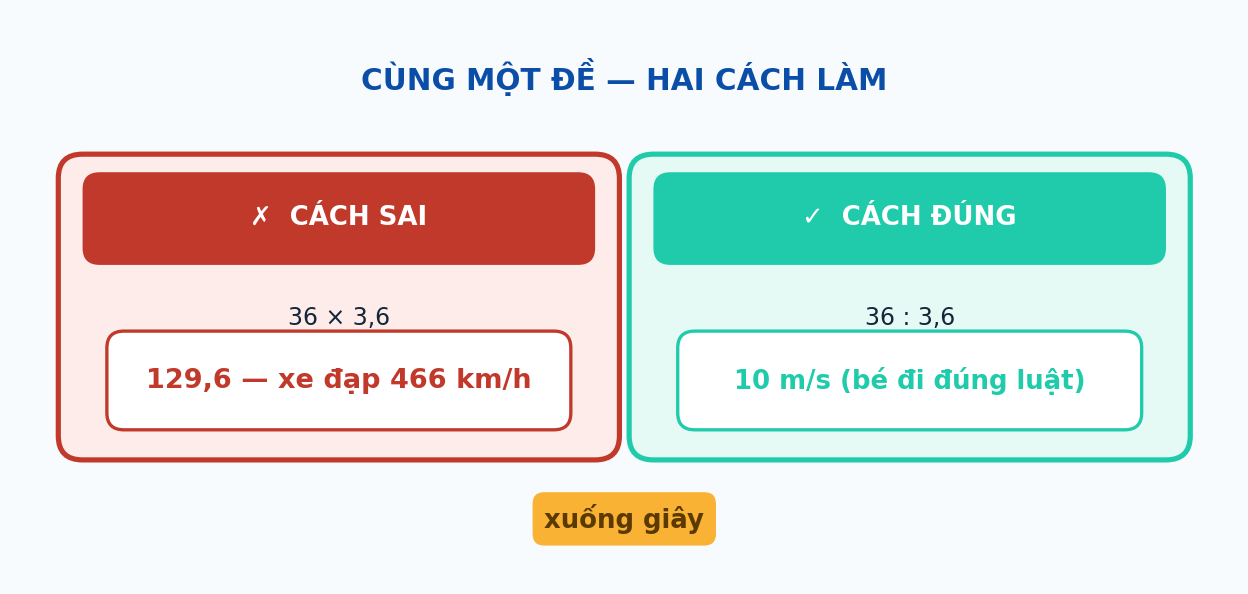 CÙNG MỘT ĐỀ — HAI CÁCH LÀM
✗ CÁCH SAI
36 × 3,6
129,6 — xe đạp 466 km/h
✓ CÁCH ĐÚNG
36 : 3,6
10 m/s (bé đi đúng luật)
xuống giây